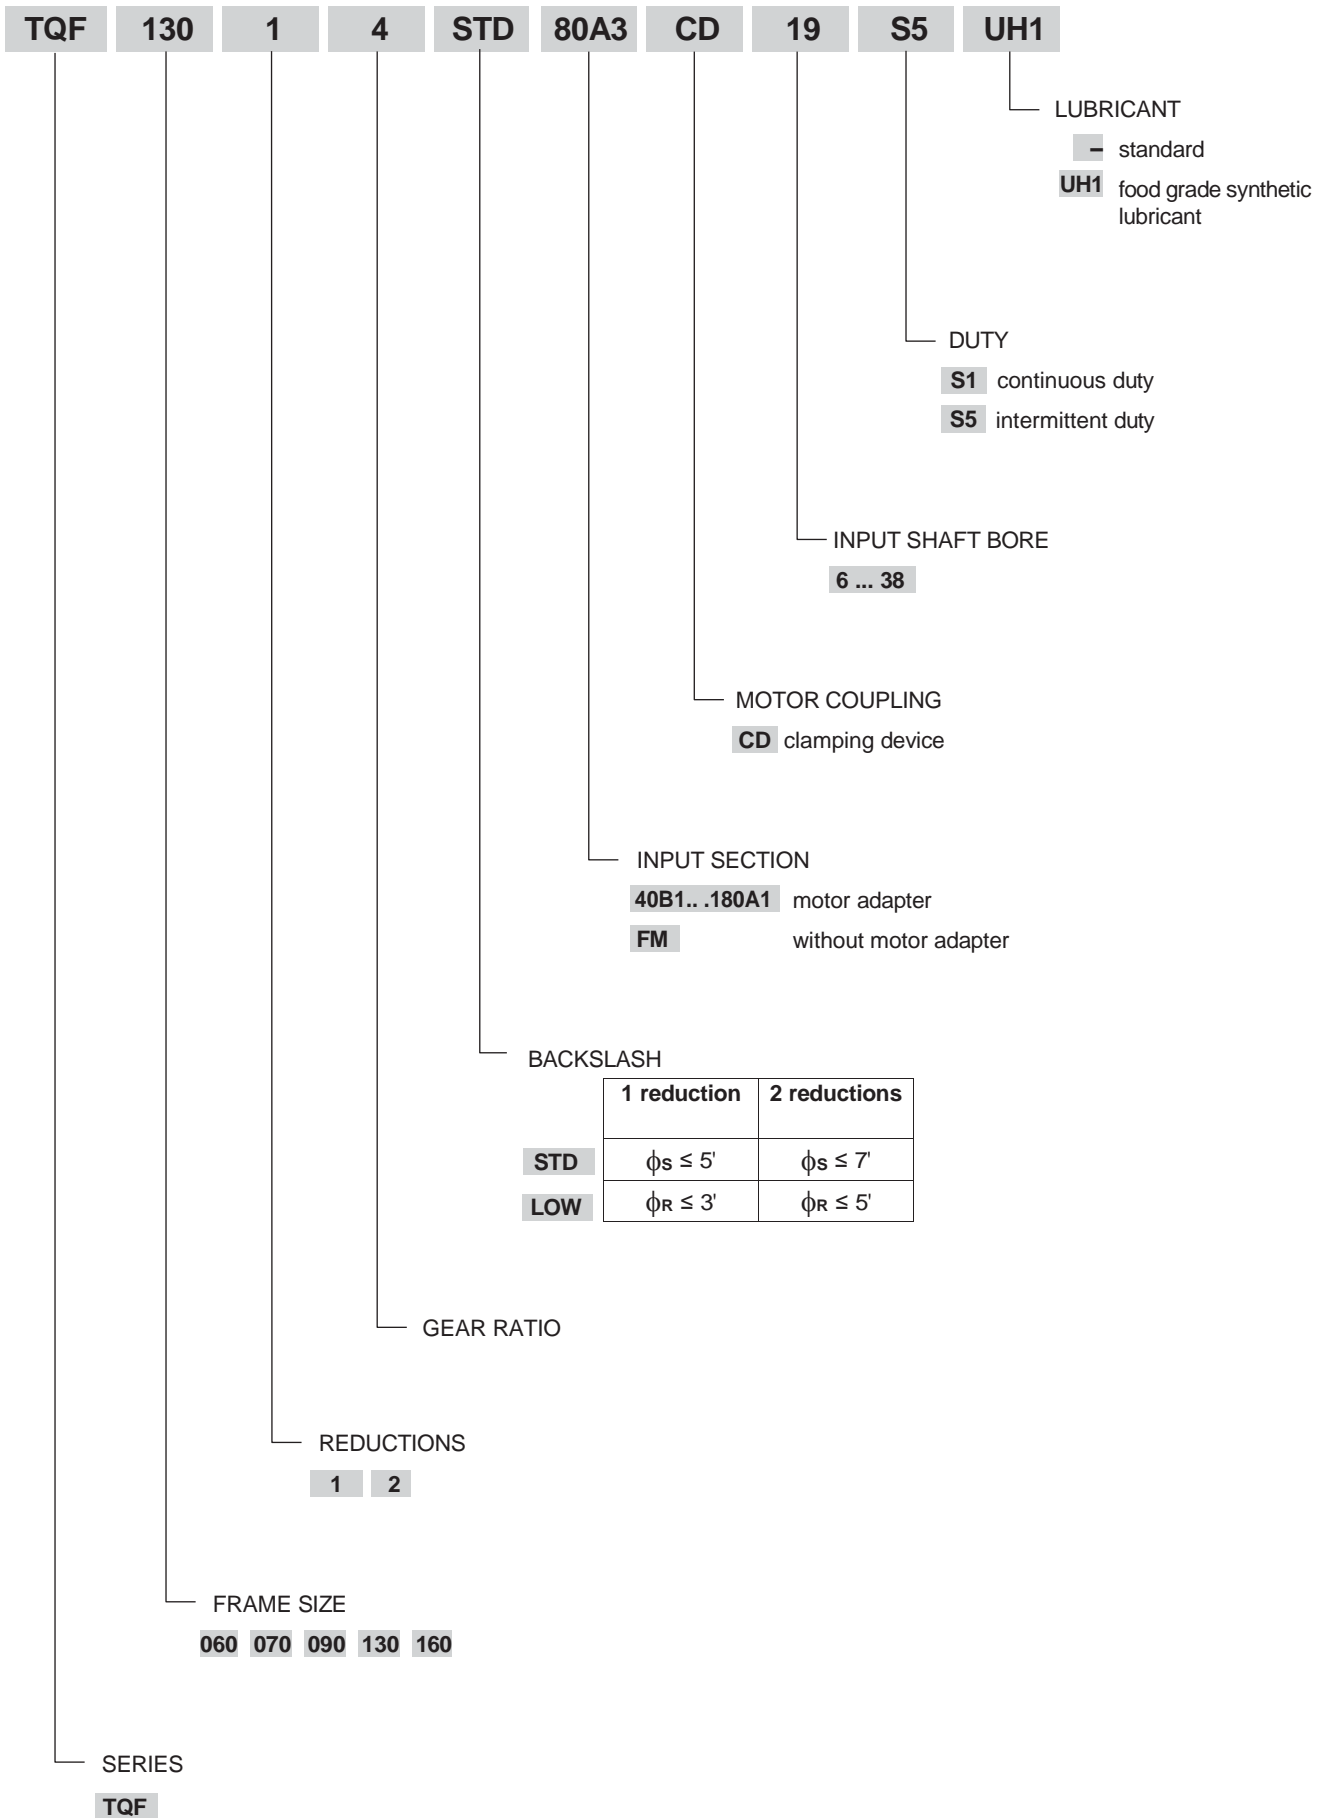 TQF 130 1 4 STD 80A3 CD 19 S5 UH1
LUBRICANT
– standard
UH1 food grade synthetic
lubricant
DUTY
S1 continuous duty
S5 intermittent duty
INPUT SHAFT BORE
6 ... 38
MOTOR COUPLING
CD clamping device
INPUT SECTION
40B1.. .180A1 motor adapter
FM without motor adapter
BACKSLASH
1 reduction 2 reductions
STD ϕS ≤ 5' ϕS ≤ 7'
LOW ϕR ≤ 3' ϕR ≤ 5'
GEAR RATIO
REDUCTIONS
1 2
FRAME SIZE
060 070 090 130 160
SERIES
TQF